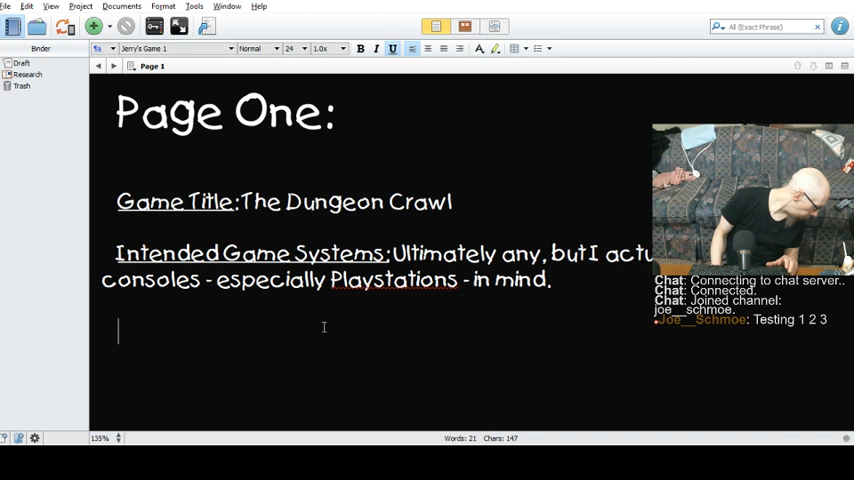 Edit View Project Documents Format Tools Window Help
All (Exact Phrase)
Binder
Jerry's Game 1 Normal 24 1.0x B I U A
Draft
Page 1
Research
Trash
Page One:
Game Title:The Dungeon Crawl
Intended Game Systems:Ultimately any, but I actu
consoles - especially Playstations - in mind.
Chat: Connecting to chat server..
Chat: Connected.
Chat: Joined channel:
joe__schmoe.
Joe__Schmoe: Testing 1 2 3
135%
Words: 21 Chars: 147